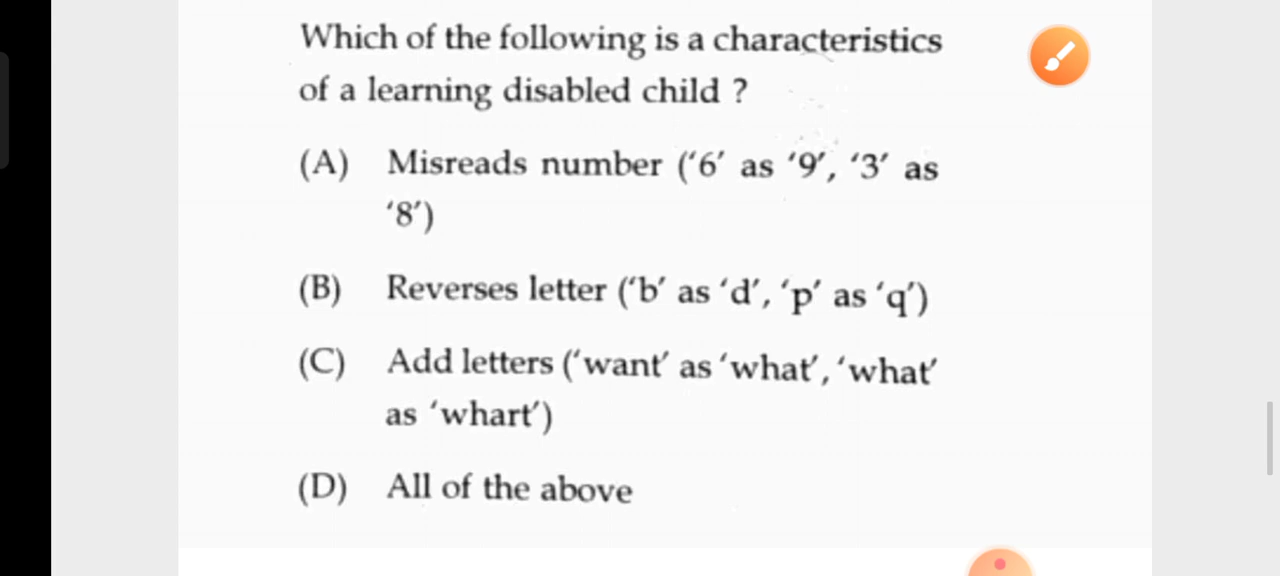 Which of the following is a characteristics
of a learning disabled child ?
(A) Misreads number ('6' as '9', '3' as
'8')
(B) Reverses letter ('b' as 'd', 'p' as 'q')
(C) Add letters ('want' as 'what', 'what'
as 'whart')
(D) All of the above